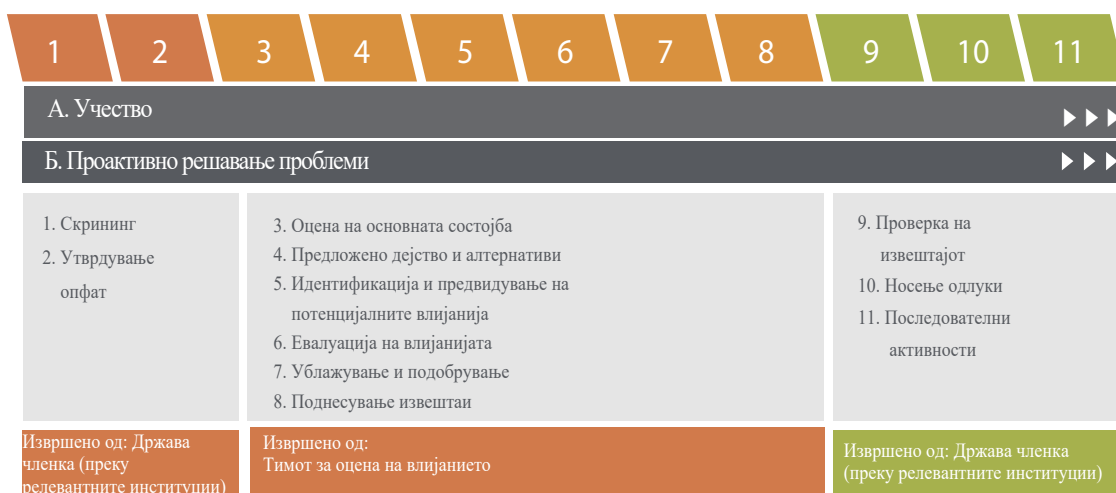 1 2 3 4 5 6 7 8 9 10 11
А. Учество
Б. Проактивно решавање проблеми
1. Скрининг
2. Утврдување
опфат
3. Оцена на основната состојба
4. Предложено дејство и алтернативи
5. Идентификација и предвидување на
потенцијалните влијанија
6. Евалуација на влијанијата
7. Ублажување и подобрување
8. Поднесување извештаи
9. Проверка на
извештајот
10. Носење одлуки
11. Последователни
активности
Извршено од: Држава
членка (преку
релевантните институции)
Извршено од:
Тимот за оцена на влијанието
Извршено од: Држава членка
(преку релевантните институции)